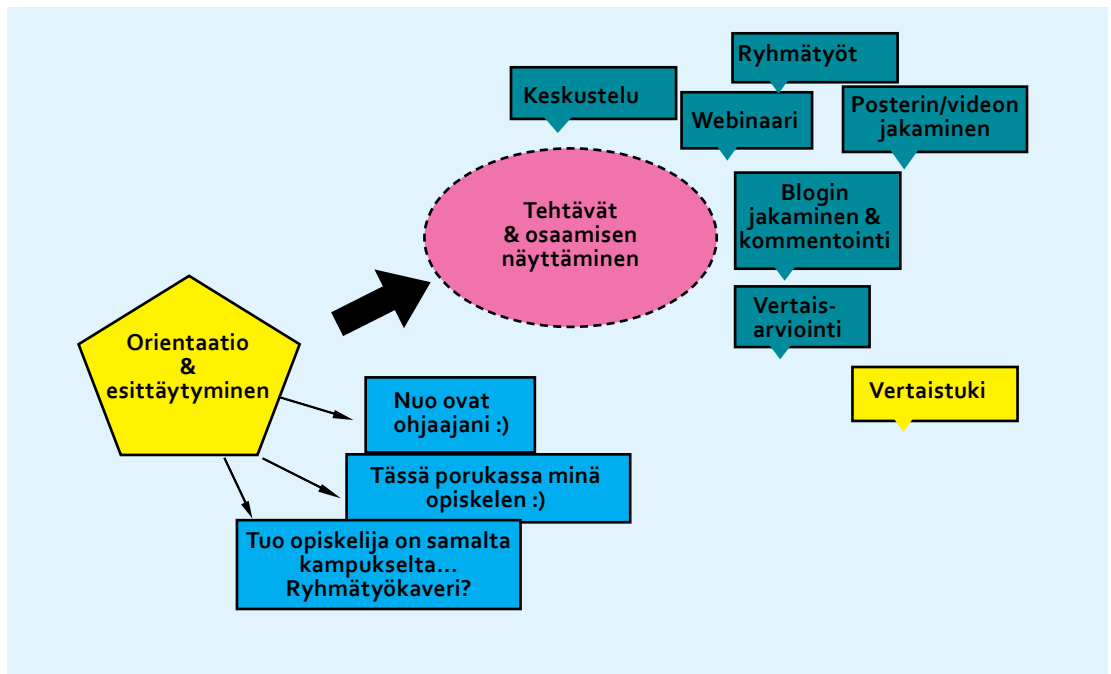 Ryhmätyöt
Keskustelu
Webinaari
Posterin/videon
jakaminen
Tehtävät
& osaamisen
näyttäminen
Blogin
jakaminen &
kommentointi
Vertais-
arviointi
Vertaistuki
Orientaatio
&
esittäytyminen
Nuo ovat
ohjaajani :)
Tässä porukassa minä
opiskelen :)
Tuo opiskelija on samalta
kampukselta...
Ryhmätyökaveri?